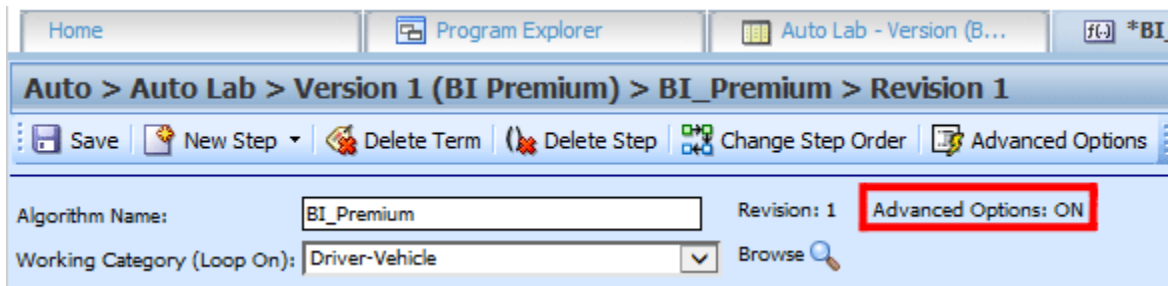 Home Program Explorer Auto Lab - Version (B... f(.) *BI_
Auto > Auto Lab > Version 1 (BI Premium) > BI_Premium > Revision 1
Save New Step Delete Term () Delete Step Change Step Order Advanced Options
Algorithm Name: BI_Premium Revision: 1 Advanced Options: ON
Working Category (Loop On): Driver-Vehicle Browse